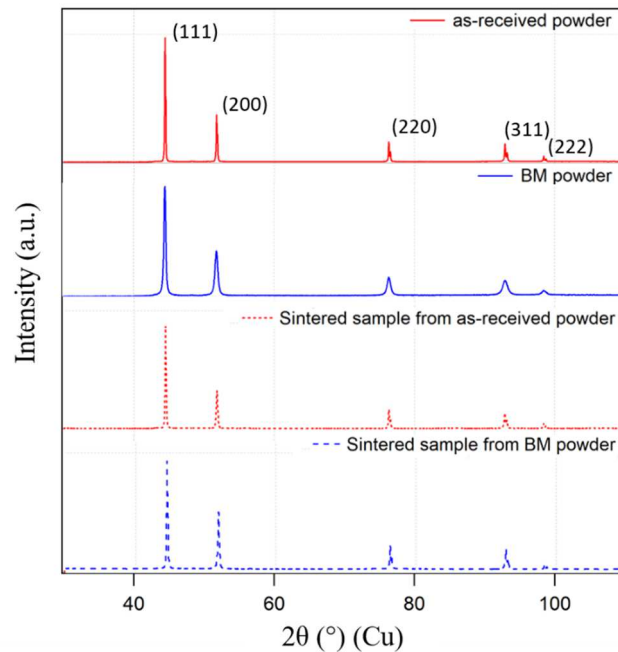 as-received powder
(111)
(200)
(220)
(311)
(222)
BM powder
Sintered sample from as-received powder
Sintered sample from BM powder
Intensity (a.u.)
40
60
80
100
2θ (°) (Cu)